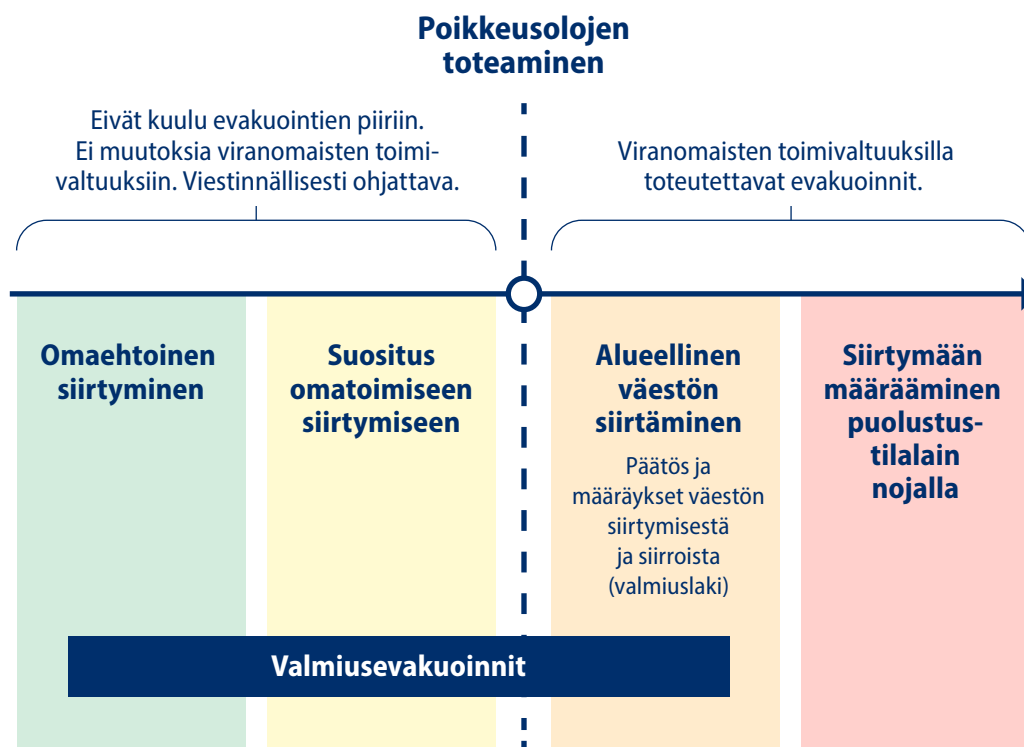 Poikkeusolojen
toteaminen
Eivät kuulu evakuointien piiriin.
Ei muutoksia viranomaisten toimi-
valtuuksiin. Viestinnällisesti ohjattava.
Viranomaisten toimivaltuuksilla
toteutettavat evakuoinnit.
Omaehtoinen
siirtyminen
Suositus
omatoimiseen
siirtymiseen
Alueellinen
väestön
siirtäminen
Päätös ja
määräykset väestön
siirtymisestä
ja siirroista
(valmiuslaki)
Siirtymään
määrääminen
puolustus-
tilalain
nojalla
Valmiusevakuoinnit